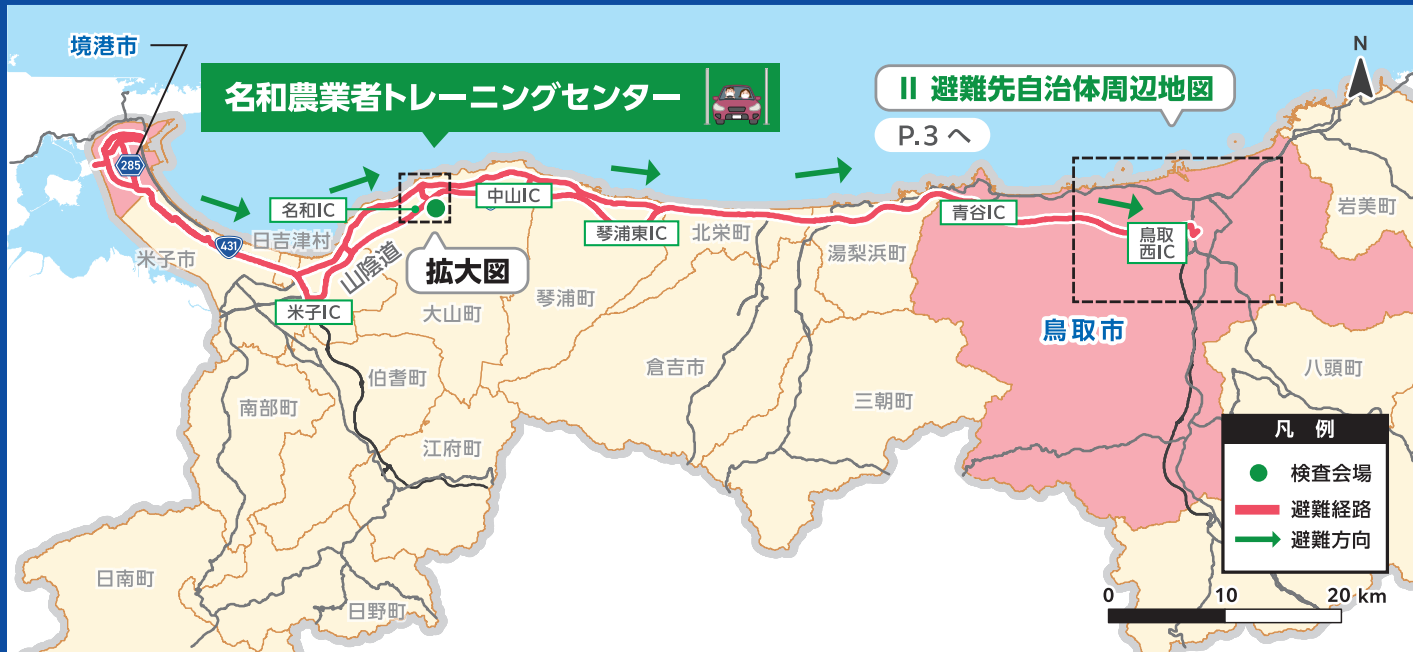 境港市
名和農業者トレーニングセンター
II 避難先自治体周辺地図
P.3 へ
N
285
431
名和IC
中山IC
琴浦東IC
青谷IC
鳥取
西IC
米子IC
山陰道
拡大図
米子市
日吉津村
大山町
琴浦町
北栄町
湯梨浜町
岩美町
鳥取市
倉吉市
三朝町
八頭町
伯耆町
南部町
江府町
日南町
日野町
凡 例
検査会場
避難経路
避難方向
0 10 20 km